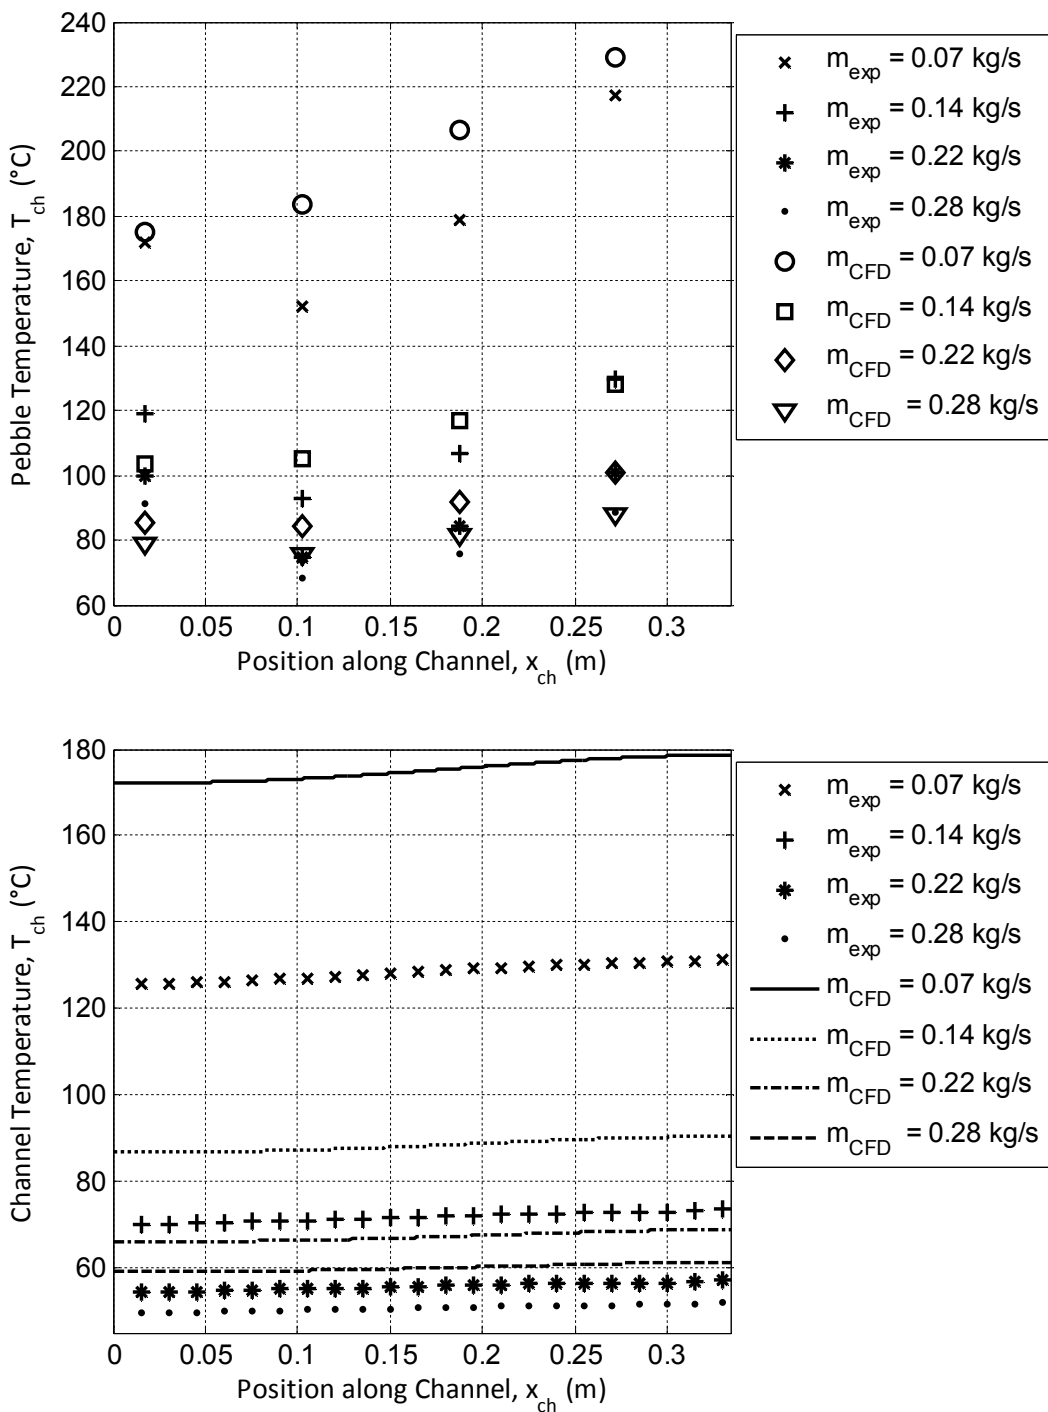 240
220
200
180
160
140
120
100
80
60
0 0.05 0.1 0.15 0.2 0.25 0.3
Pebble Temperature, T_ch (°C)
Position along Channel, x_ch (m)
m_exp = 0.07 kg/s
m_exp = 0.14 kg/s
m_exp = 0.22 kg/s
m_exp = 0.28 kg/s
m_CFD = 0.07 kg/s
m_CFD = 0.14 kg/s
m_CFD = 0.22 kg/s
m_CFD = 0.28 kg/s
180
160
140
120
100
80
60
0 0.05 0.1 0.15 0.2 0.25 0.3
Channel Temperature, T_ch (°C)
Position along Channel, x_ch (m)
m_exp = 0.07 kg/s
m_exp = 0.14 kg/s
m_exp = 0.22 kg/s
m_exp = 0.28 kg/s
m_CFD = 0.07 kg/s
m_CFD = 0.14 kg/s
m_CFD = 0.22 kg/s
m_CFD = 0.28 kg/s